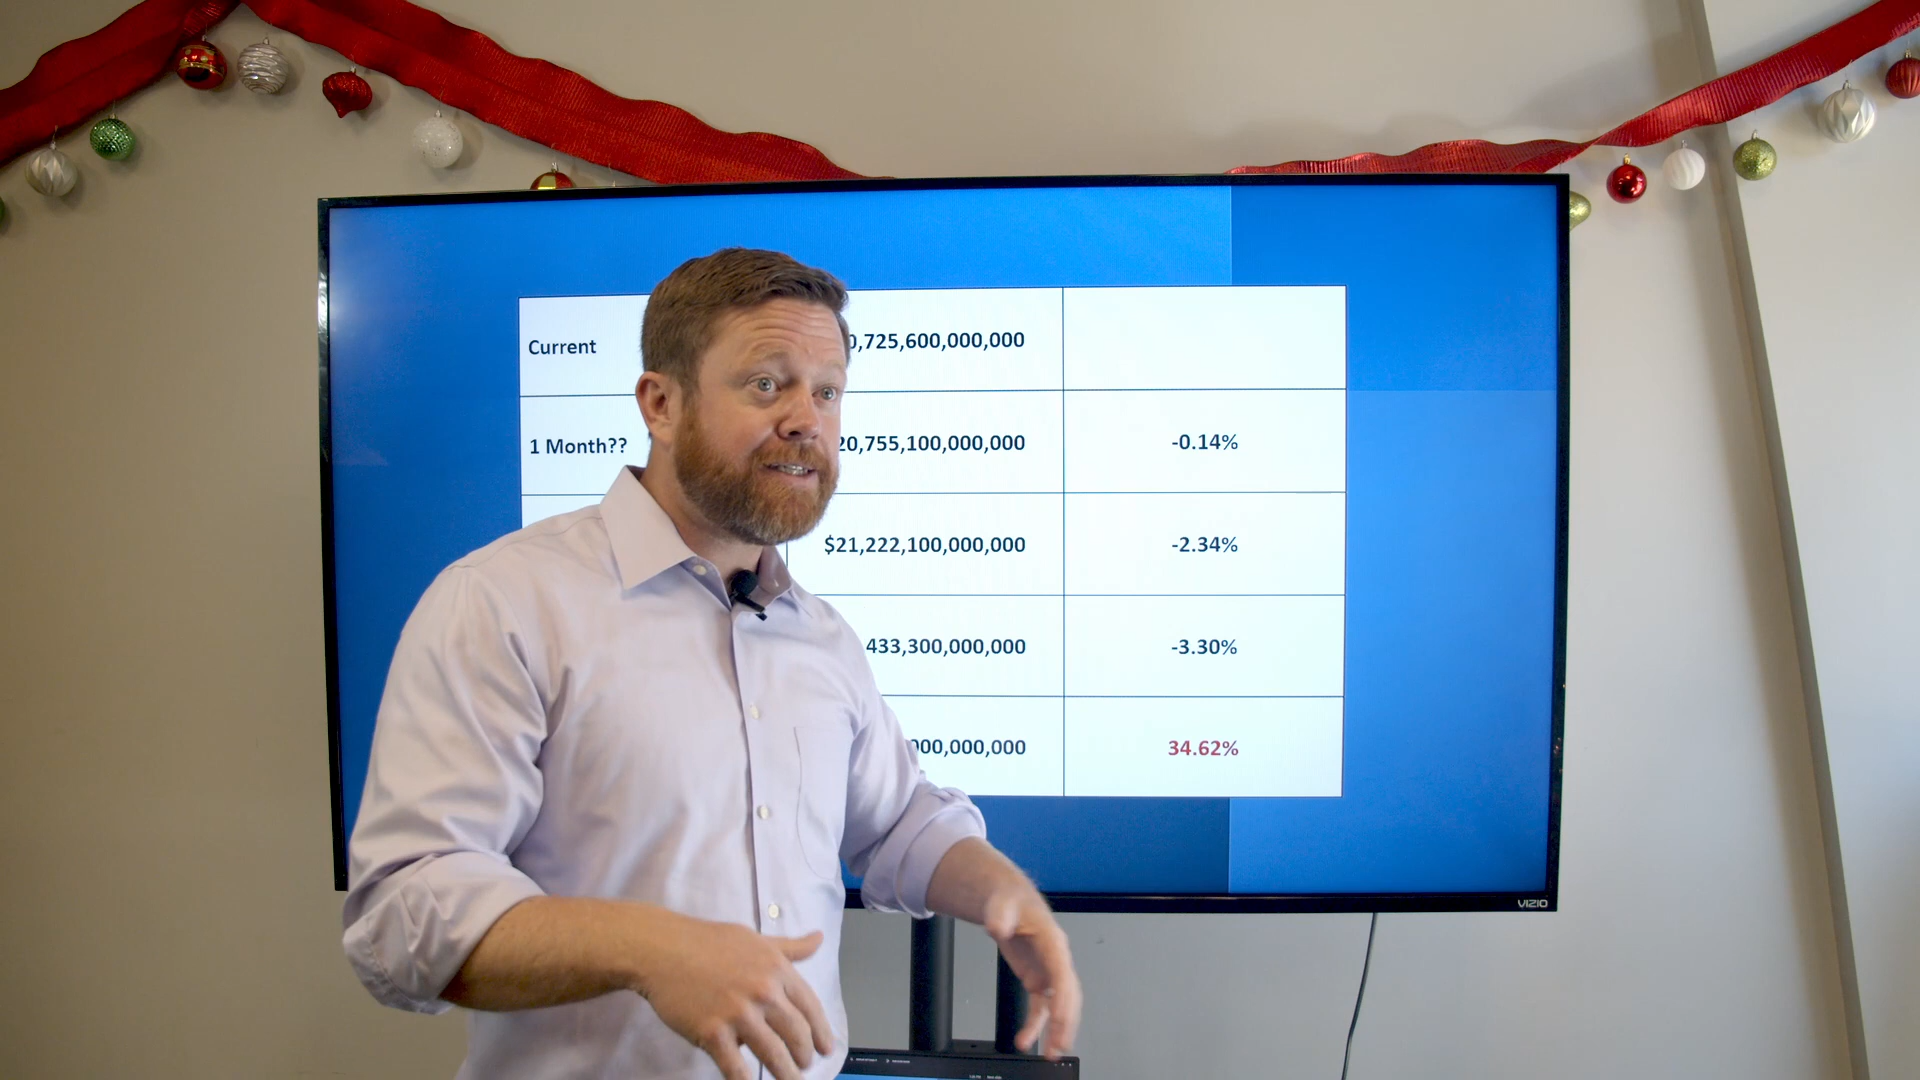 Current 0,725,600,000,000
1 Month?? 20,755,100,000,000 -0.14%
$21,222,100,000,000 -2.34%
433,300,000,000 -3.30%
000,000,000 34.62%
VIZIO